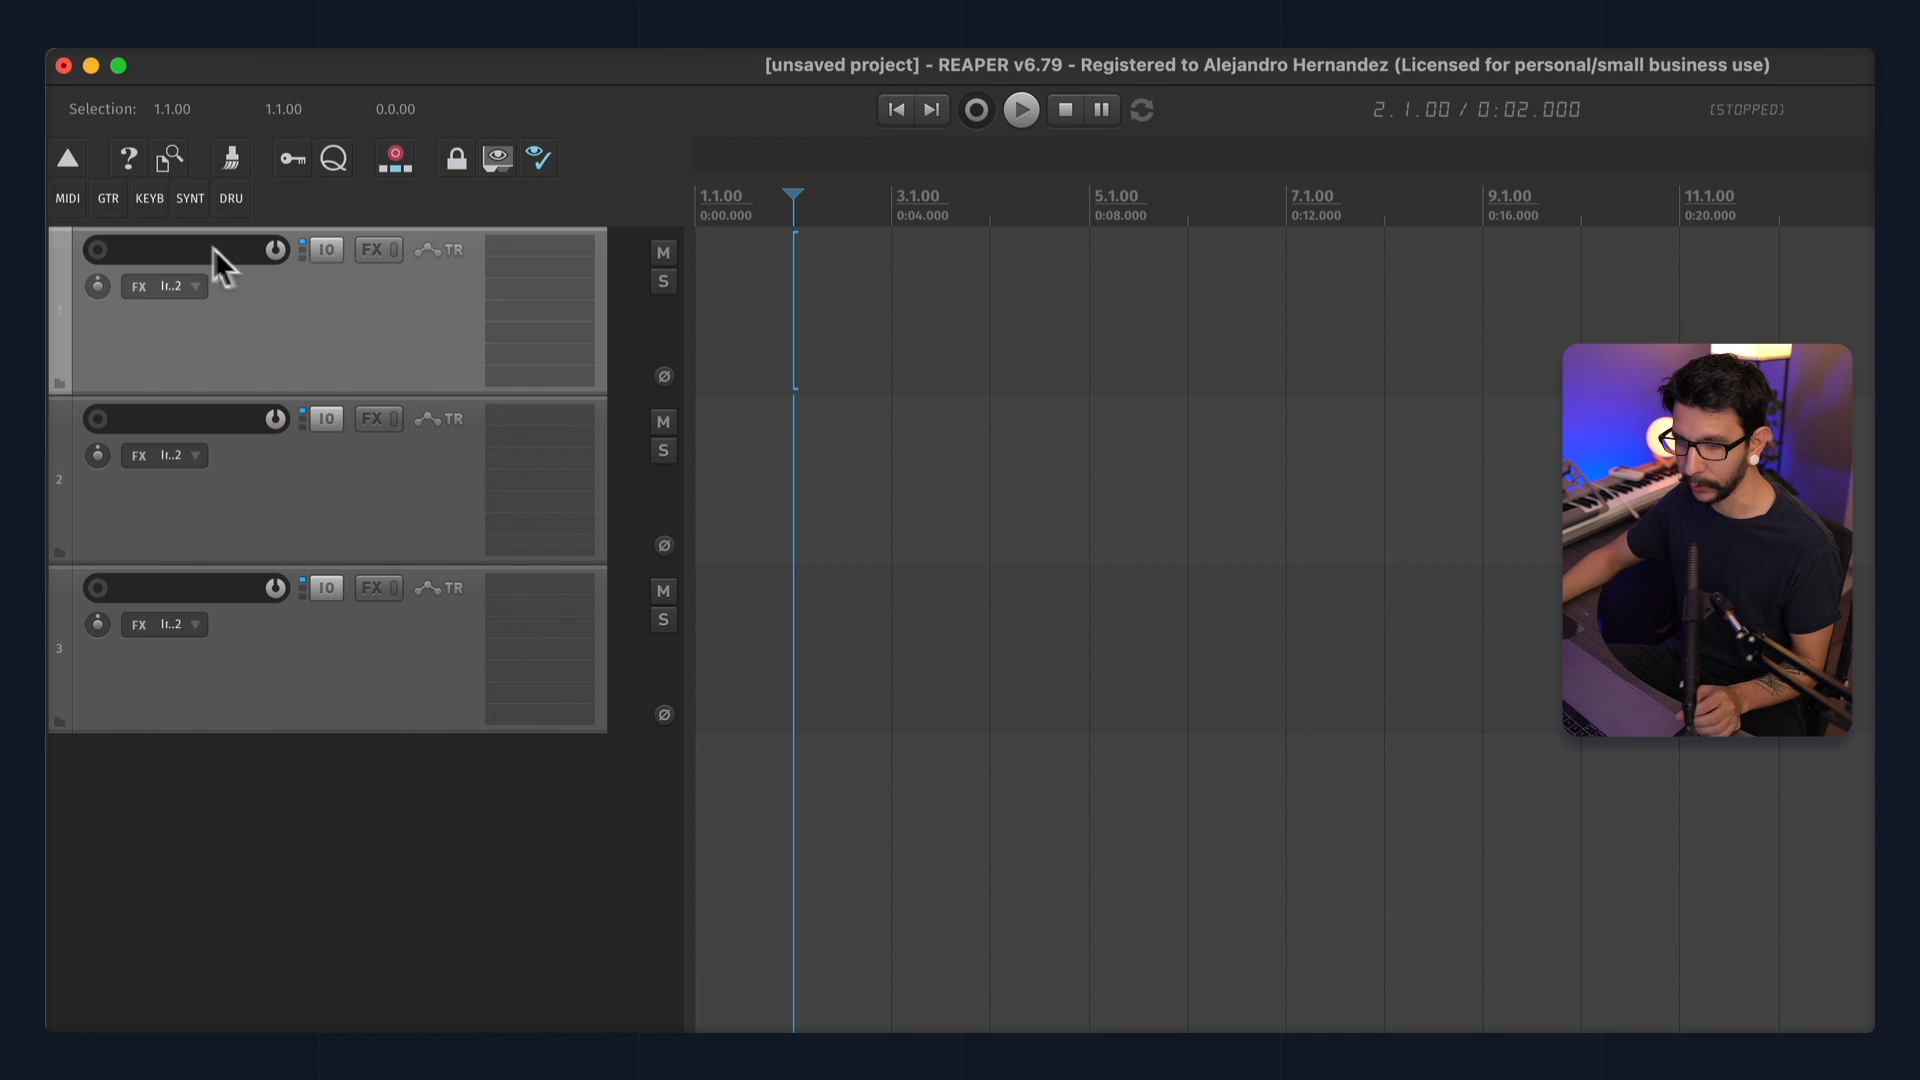 [unsaved project] - REAPER v6.79 - Registered to Alejandro Hernandez (Licensed for personal/small business use)
Selection: 1.1.00 1.1.00 0.0.00
2.1.00 / 0:02.000 [STOPPED]
MIDI GTR KEYB SYNT DRU
1.1.00 3.1.00 5.1.00 7.1.00 9.1.00 11.1.00
0:00.000 0:04.000 0:08.000 0:12.000 0:16.000 0:20.000
IO FX TR M
FX S
1
IO FX TR M
FX S
2
IO FX TR M
FX S
3